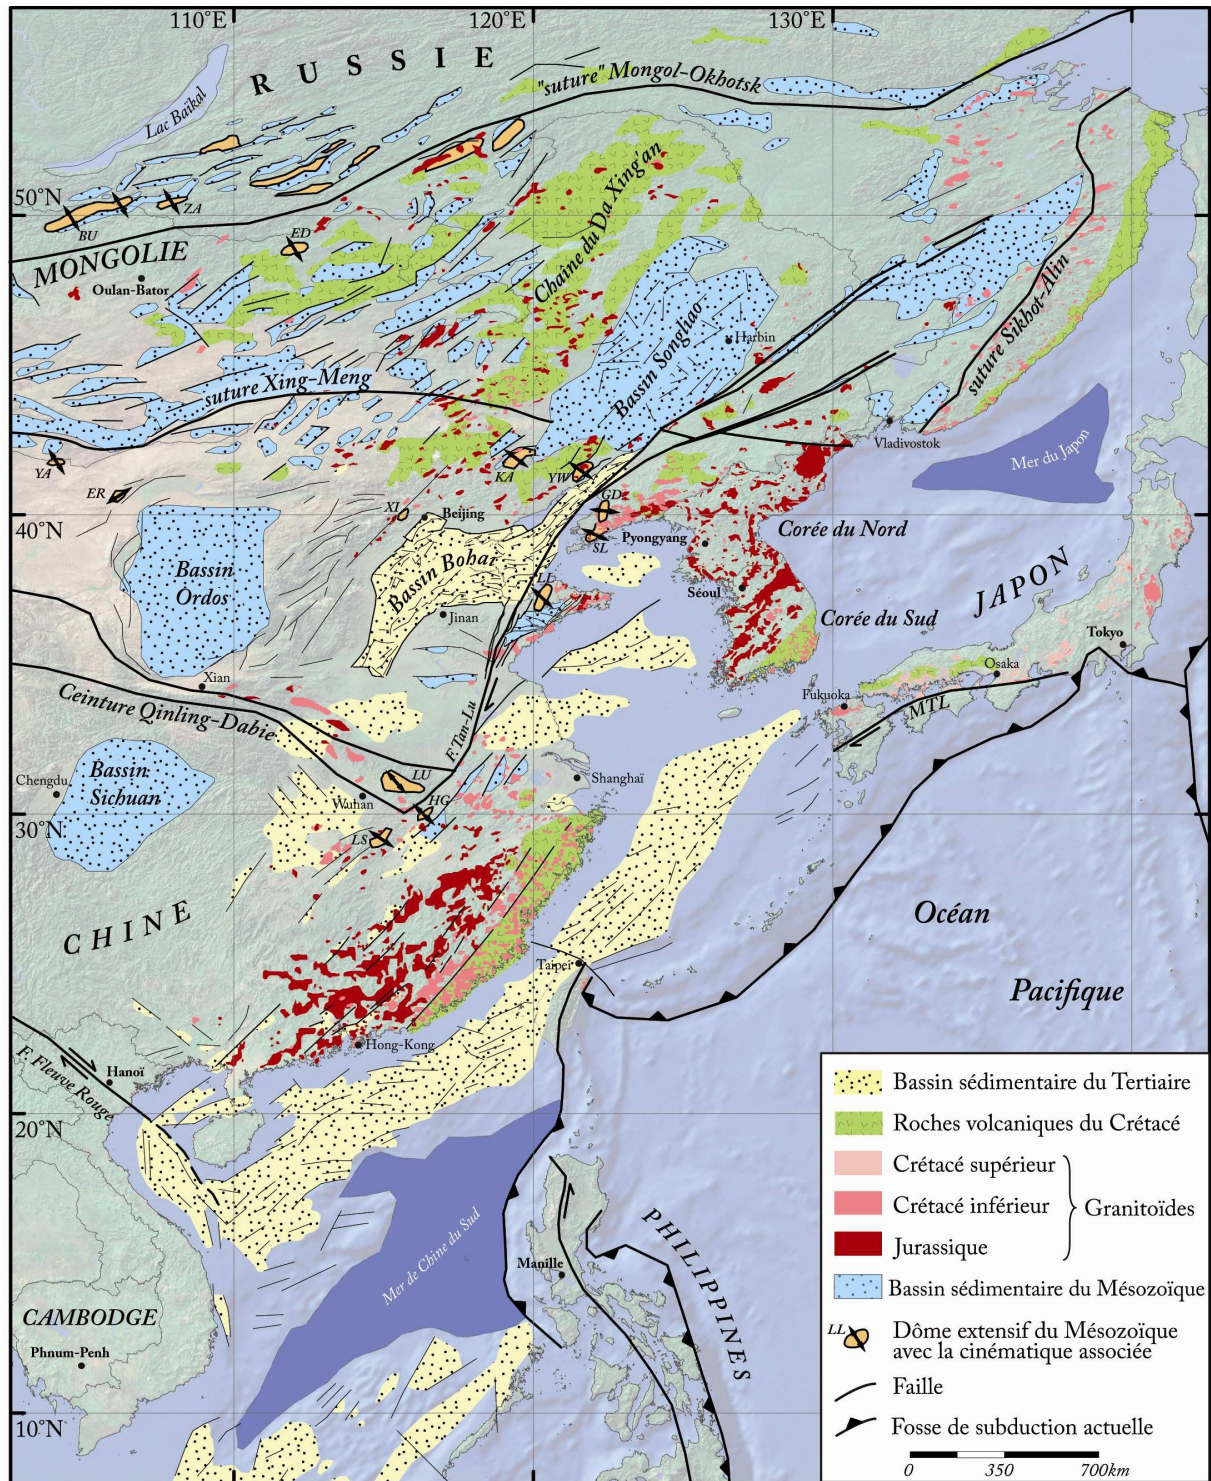 110°E
120°E
130°E
RUSSIE
"suture" Mongol-Okhotsk
Lac Baïkal
Chaine du Da Xing'an
50°N
ZA
BU
ED
MONGOLIE
Oulan-Bator
suture Sikhot-Alin
Harbin
Bassin Songhao
suture Xing-Meng
Vladivostok
Mer du Japon
YA
KA
YW
ER
GD
XI
Beijing
40°N
Pyongyang
SL
Corée du Nord
Bassin Bohai
Bassin
Ordos
LL
Séoul
JAPON
Jinan
Corée du Sud
Tokyo
Xian
Osaka
Fukuoka
MTL
Ceinture Qinling-Dabie
F. Tan-Lu
Bassin
Sichuan
Chengdu
LU
Shanghaï
Wuhan
HG
30°N
LS
CHINE
Océan
Pacifique
Taipei
Hong-Kong
F. Fleuve Rouge
Hanoï
20°N
Mer de Chine du Sud
PHILIPPINES
Manille
CAMBODGE
Phnum-Penh
10°N
Bassin sédimentaire du Tertiaire
Roches volcaniques du Crétacé
Crétacé supérieur
Crétacé inférieur
Granitoïdes
Jurassique
Bassin sédimentaire du Mésozoïque
LL
Dôme extensif du Mésozoïque
avec la cinématique associée
Faille
Fosse de subduction actuelle
0 350 700km